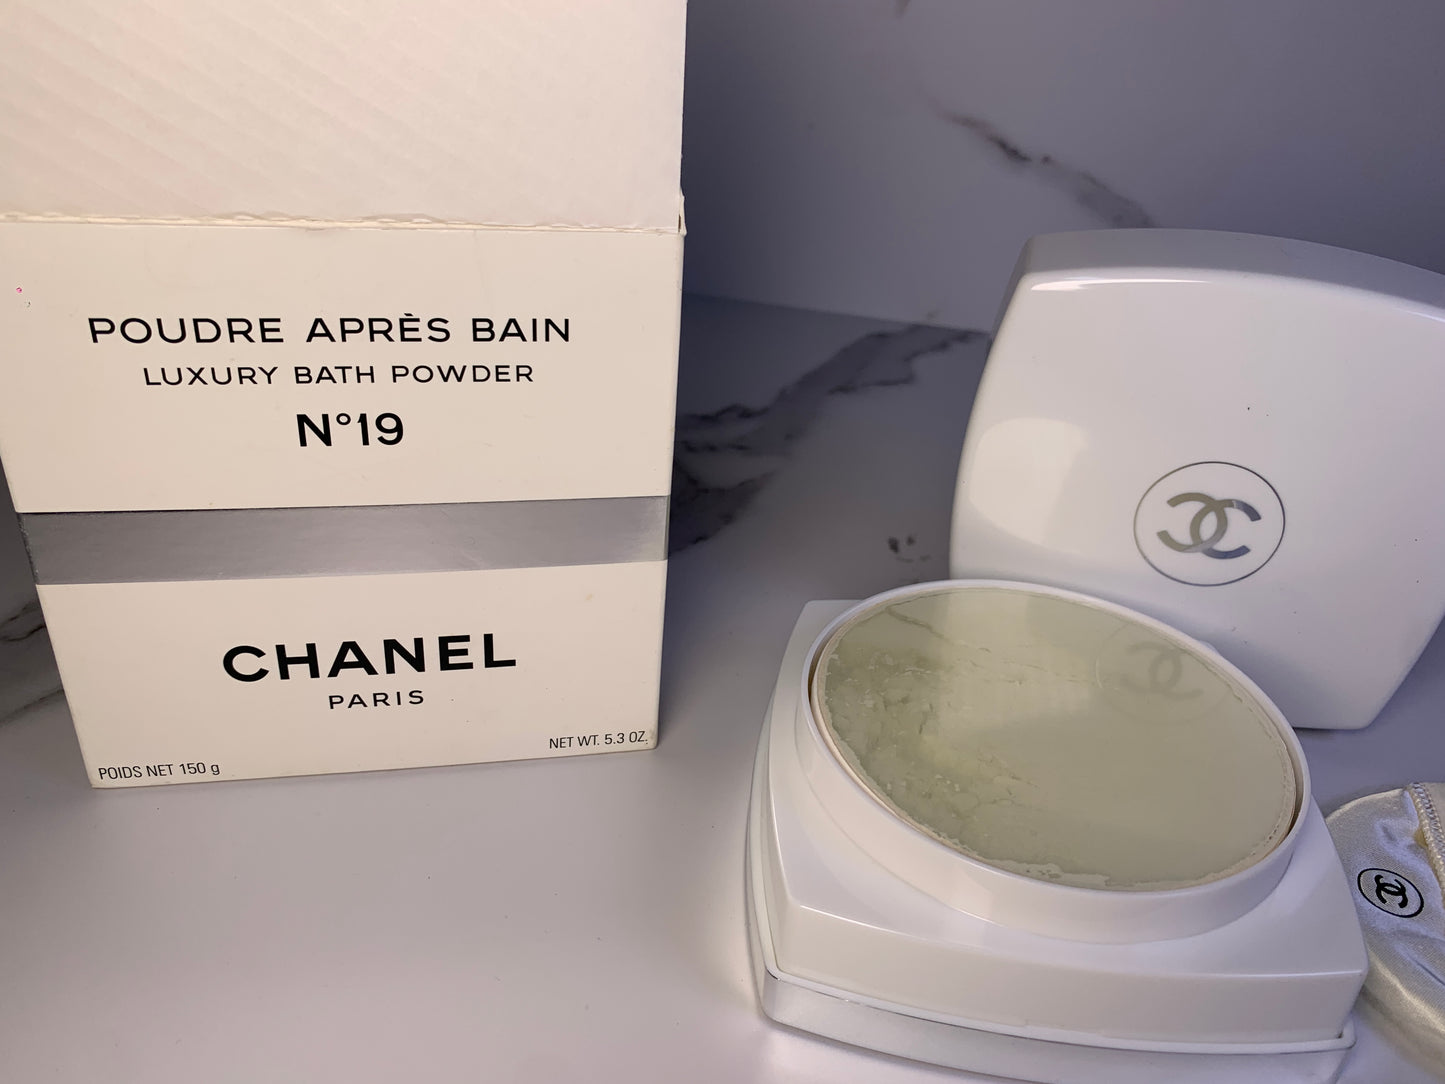 POUDRE APRÈS BAIN
LUXURY BATH POWDER
N°19
CHANEL
PARIS
POIDS NET 150 g
NET WT. 5.3 OZ.